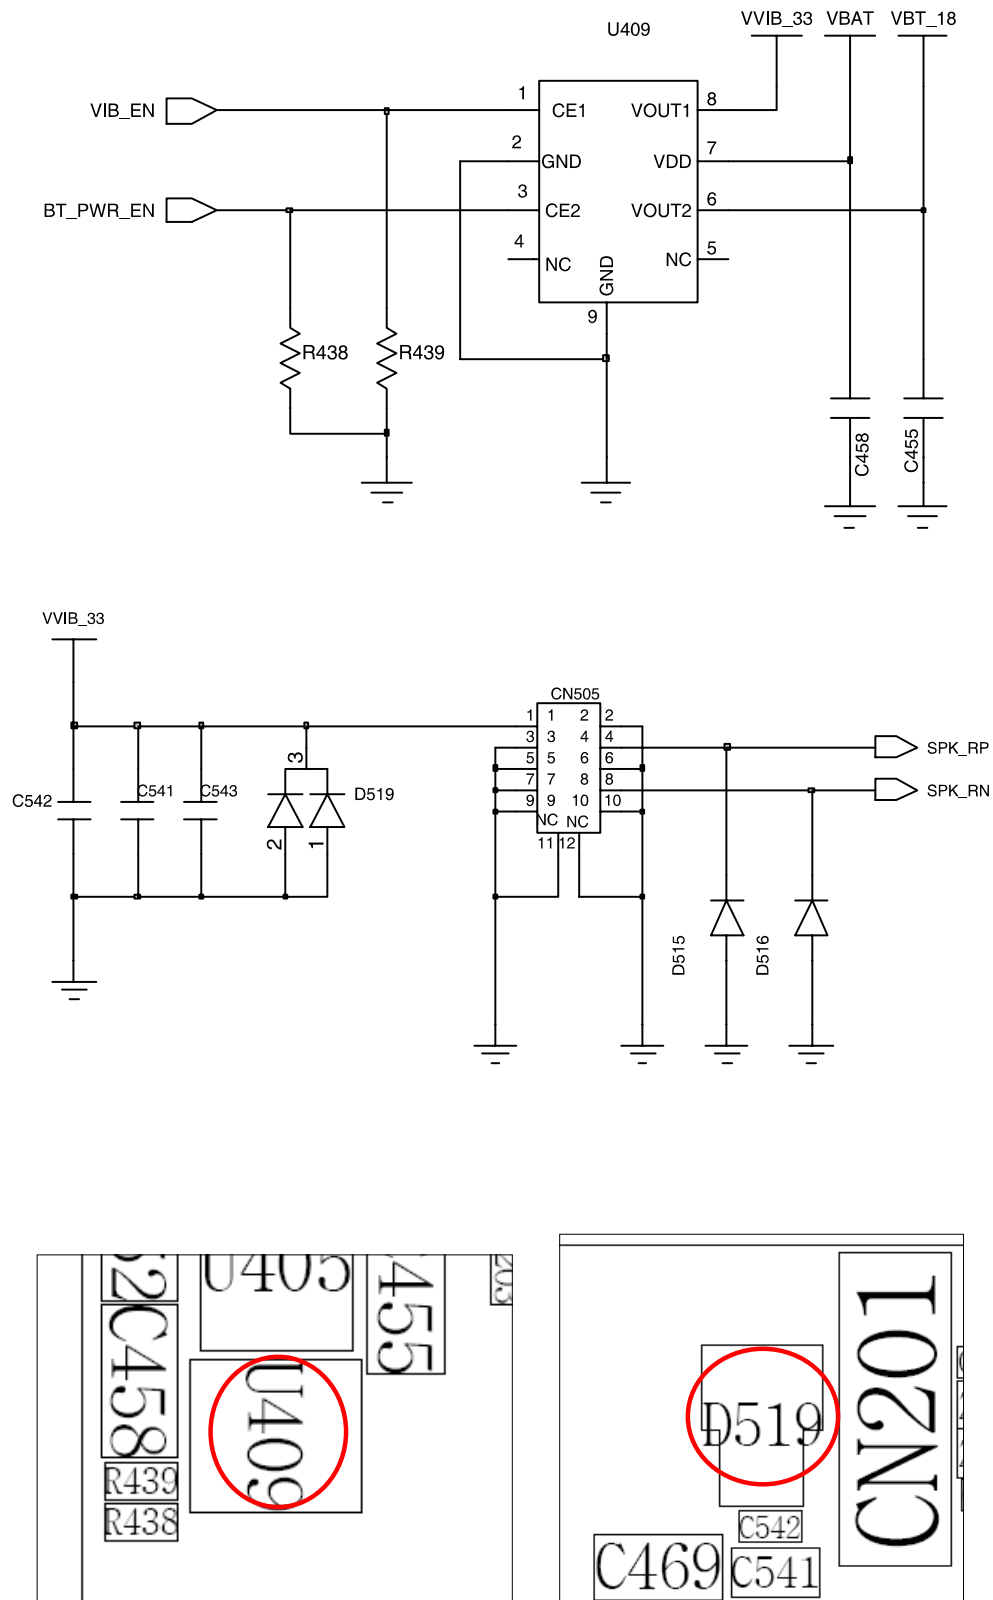 U409
VVIB_33 VBAT VBT_18
VIB_EN
1 CE1 VOUT1 8
2 GND VDD 7
BT_PWR_EN
3 CE2 VOUT2 6
4 NC NC 5
GND
9
R438 R439
C458 C455
VVIB_33
CN505
1 1 2 2
3 3 4 4 SPK_RP
5 5 6 6
7 7 8 8 SPK_RN
9 9 10 10
NC NC
11 12
C542 C541 C543 3 D519
2 1
D515 D516
U405
C458
U409
R439
R438
CN201
D519
C542
C469 C541